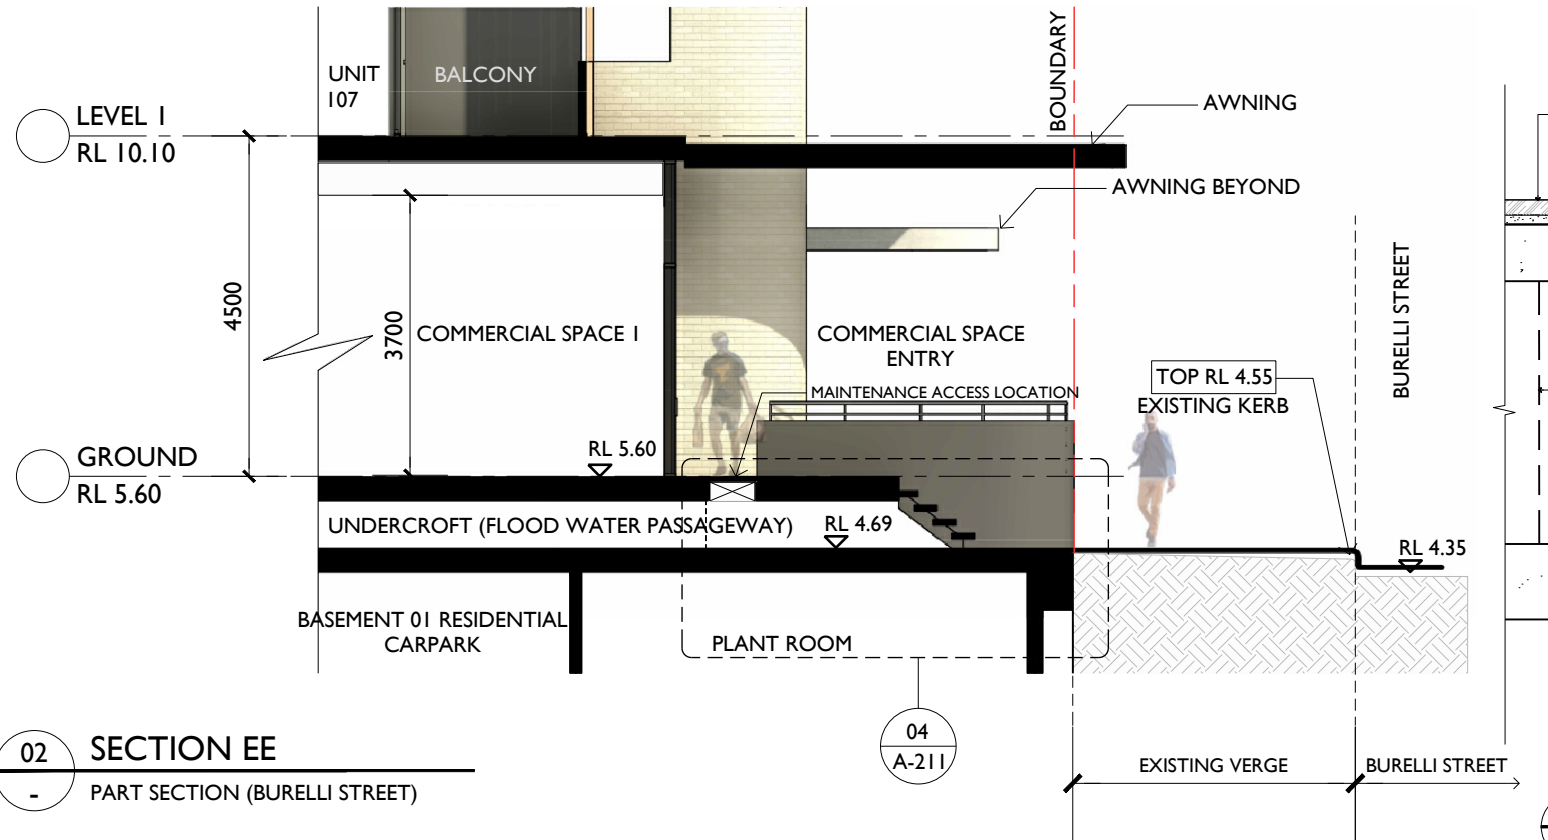 UNIT
107
BALCONY
BOUNDARY
AWNING
LEVEL 1
RL 10.10
AWNING BEYOND
4500
3700
COMMERCIAL SPACE 1
COMMERCIAL SPACE
ENTRY
BURELLI STREET
MAINTENANCE ACCESS LOCATION
TOP RL 4.55
EXISTING KERB
GROUND
RL 5.60
RL 5.60
UNDERCROFT (FLOOD WATER PASSAGEWAY)
RL 4.69
RL 4.35
BASEMENT 01 RESIDENTIAL
CARPARK
PLANT ROOM
04
A-211
02
-
SECTION EE
PART SECTION (BURELLI STREET)
EXISTING VERGE
BURELLI STREET